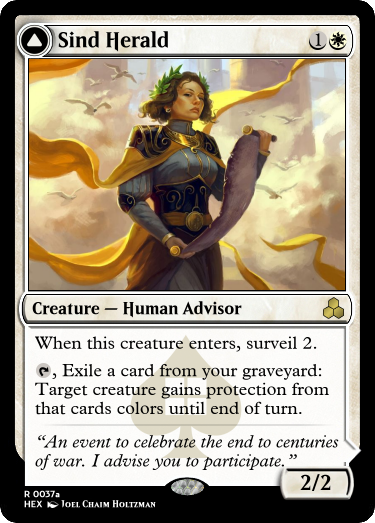 Sind Herald 1
Creature — Human Advisor
When this creature enters, surveil 2.
, Exile a card from your graveyard:
Target creature gains protection from
that cards colors until end of turn.
“An event to celebrate the end to centuries
of war. I advise you to participate.”
2/2
R 0037a
HEX Joel Chaim Holtzman